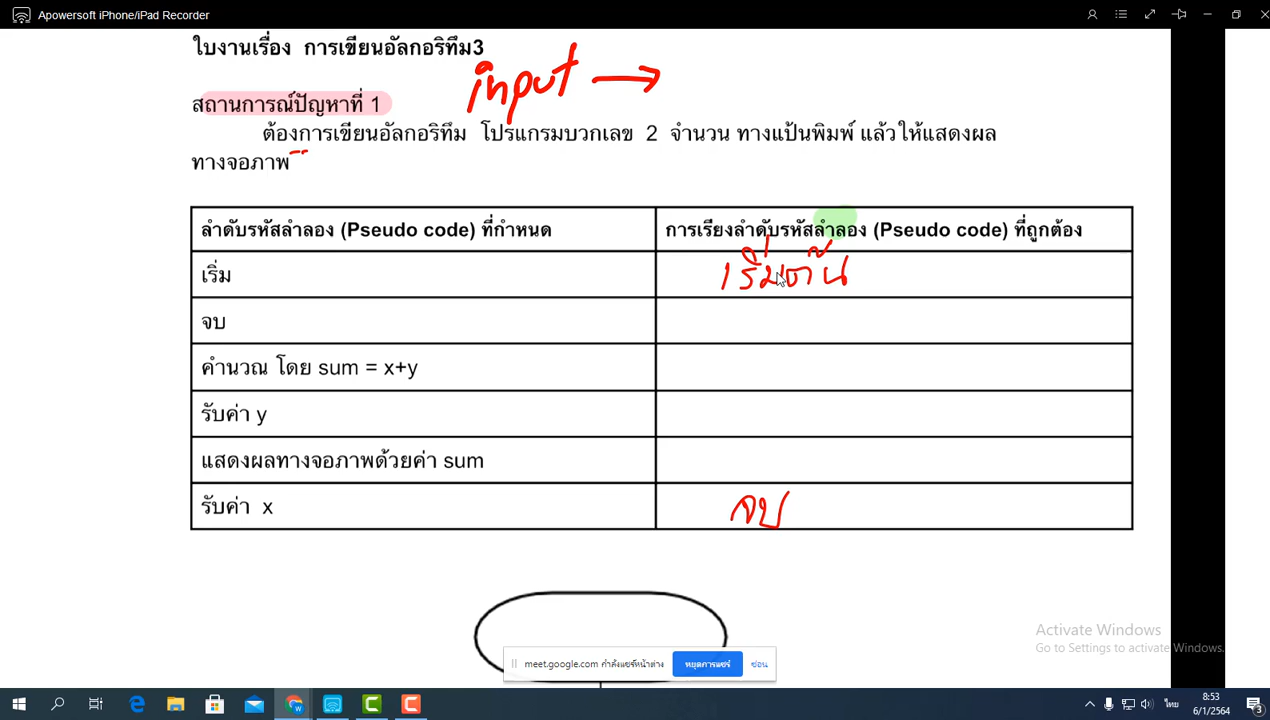 Apowersoft iPhone/iPad Recorder
ใบงานเรื่อง การเขียนอัลกอริทึม3
input →
สถานการณ์ปัญหาที่ 1
ต้องการเขียนอัลกอริทึม โปรแกรมบวกเลข 2 จำนวน ทางแป้นพิมพ์ แล้วให้แสดงผล
ทางจอภาพ
ลำดับรหัสลำลอง (Pseudo code) ที่กำหนด การเรียงลำดับรหัสลำลอง (Pseudo code) ที่ถูกต้อง
เริ่ม เริ่มต้น
จบ
คำนวณ โดย sum = x+y
รับค่า y
แสดงผลทางจอภาพด้วยค่า sum
รับค่า x จบ
Activate Windows
Go to Settings to activate Windows.
meet.google.com กำลังแชร์หน้าต่าง หยุดการแชร์ ซ่อน
ไทย 8:53
6/1/2564 3